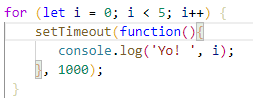 for (let i = 0; i < 5; i++) {
    setTimeout(function(){
        console.log('Yo! ', i);
    }, 1000);
}